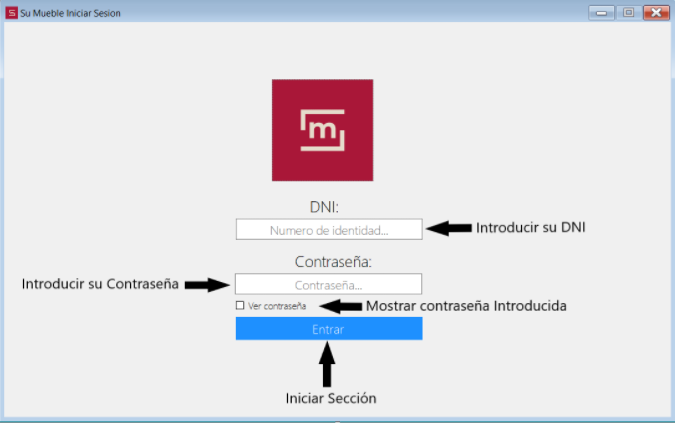 S Su Mueble Iniciar Sesion
m
DNI:
Numero de identidad...
Introducir su DNI
Contraseña:
Introducir su Contraseña
Contraseña...
Ver contraseña
Mostrar contraseña Introducida
Entrar
Iniciar Sección